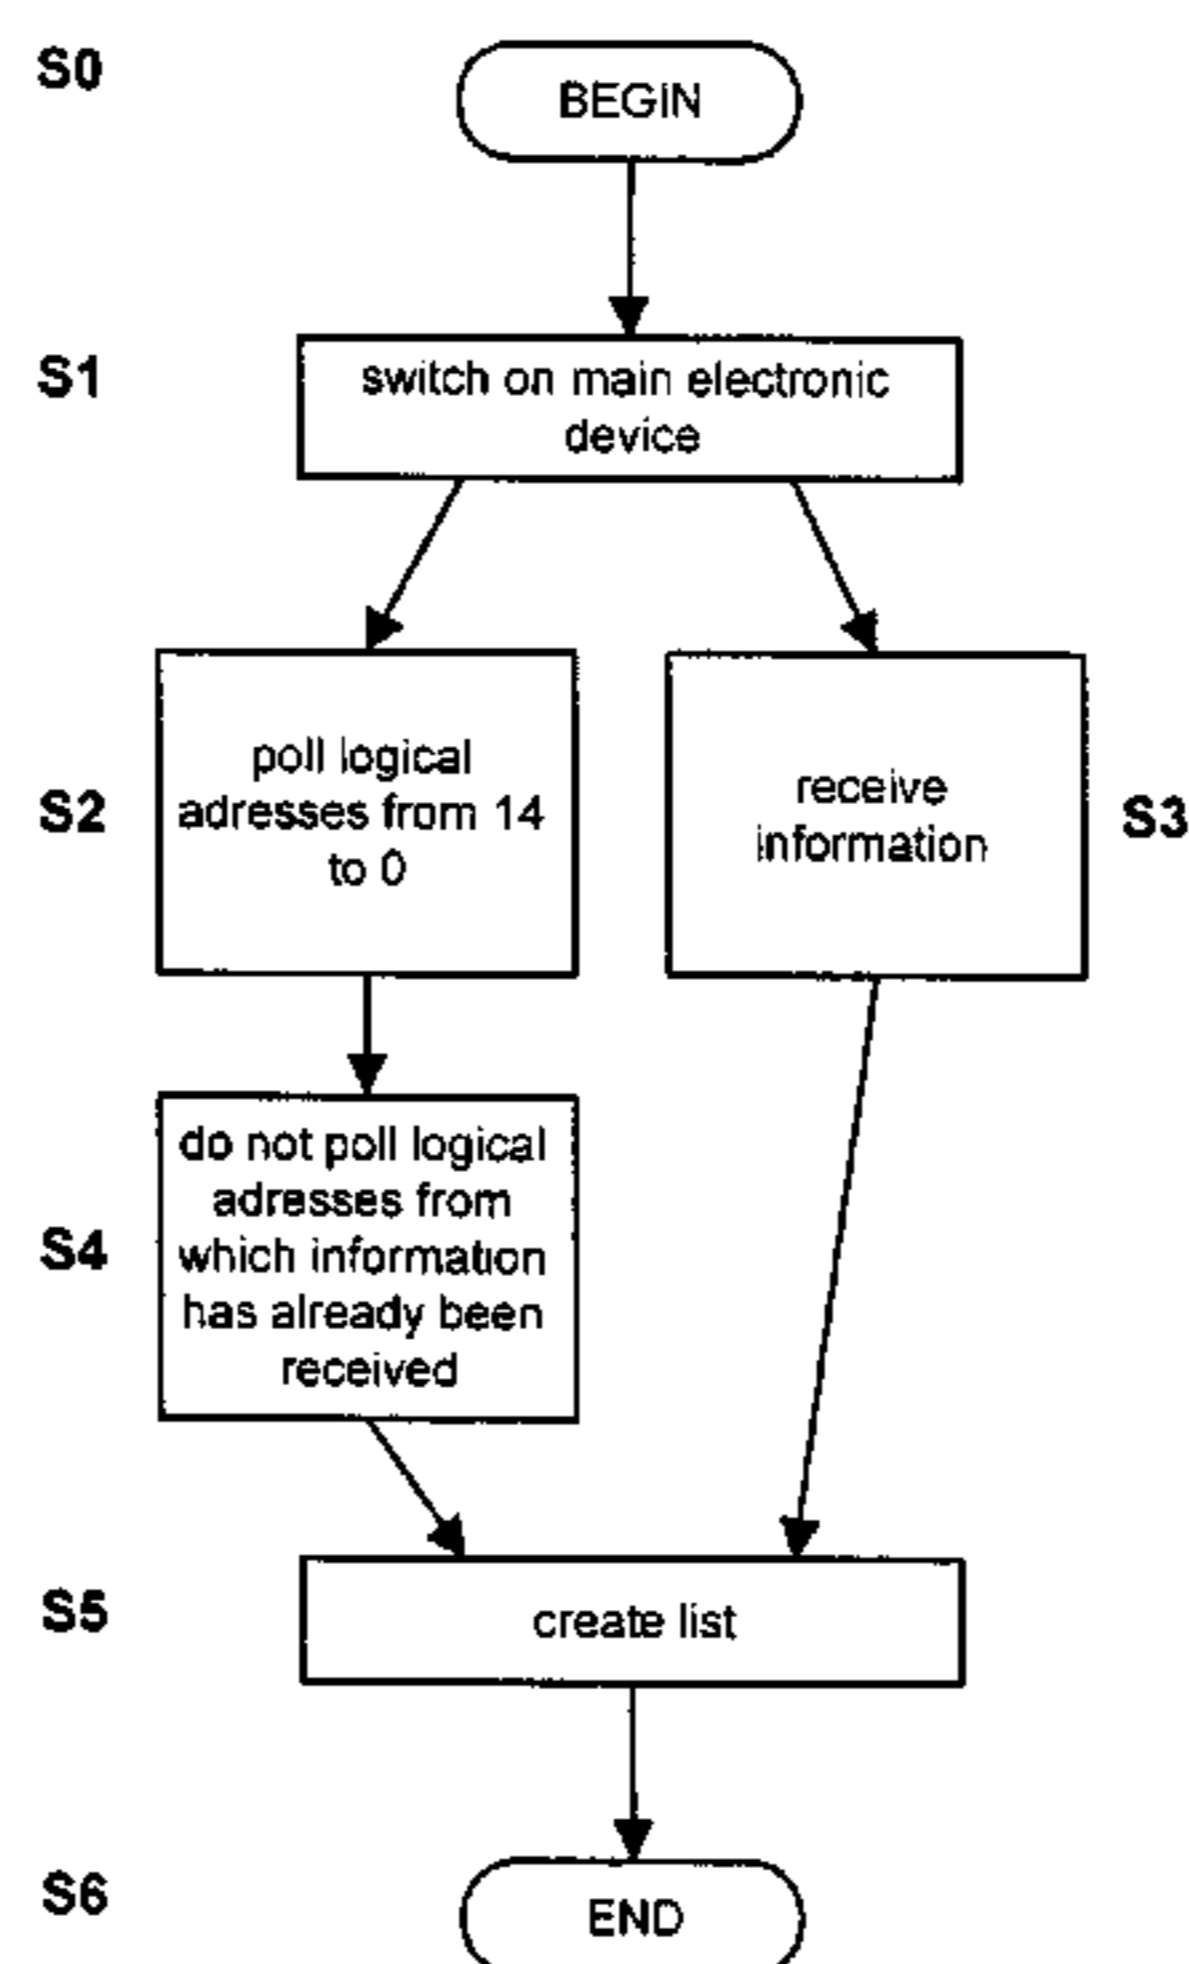 S0
BEGIN
S1
switch on main electronic
device
S2
poll logical
adresses from 14
to 0
receive
information
S3
S4
do not poll logical
adresses from
which information
has already been
received
S5
create list
S6
END